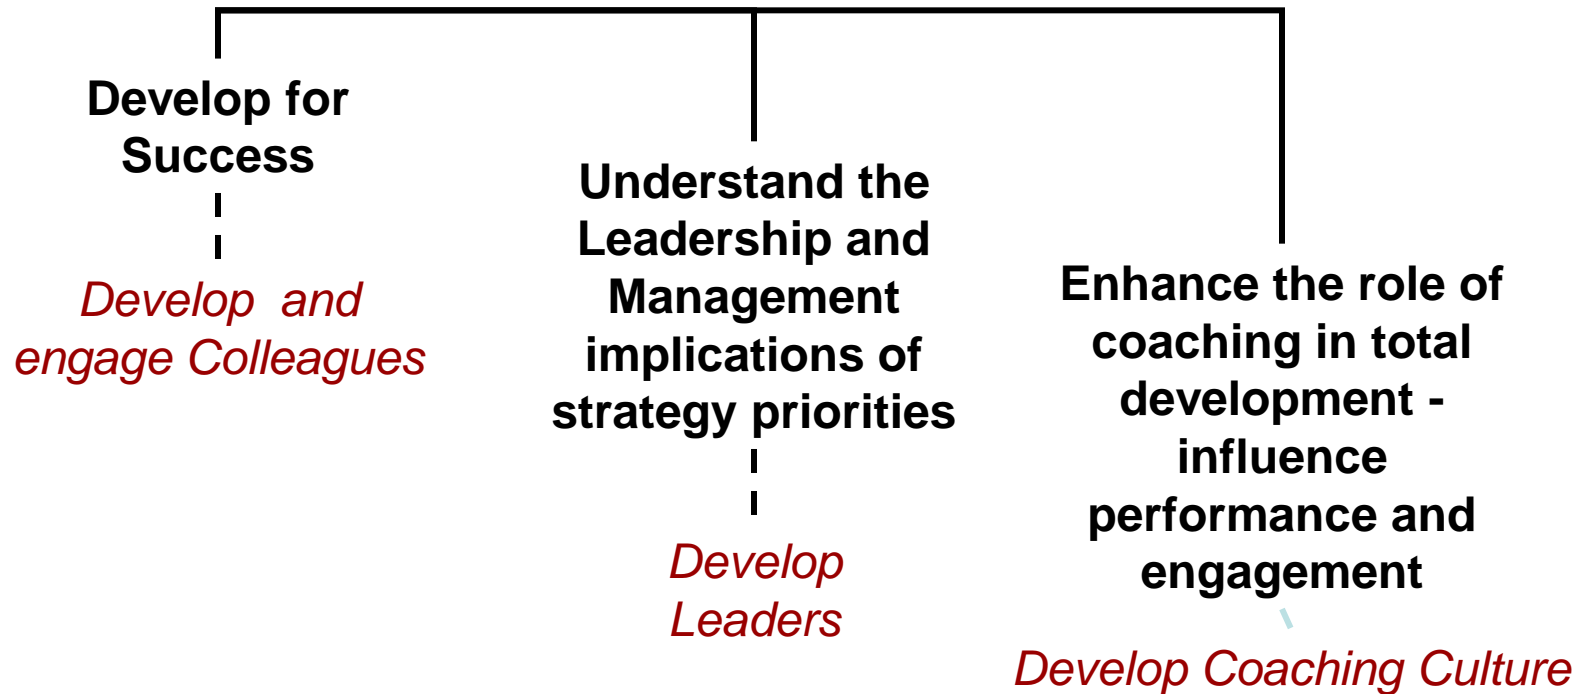 Develop for
Success
Develop and
engage Colleagues
Understand the
Leadership and
Management
implications of
strategy priorities
Develop
Leaders
Enhance the role of
coaching in total
development -
influence
performance and
engagement
Develop Coaching Culture